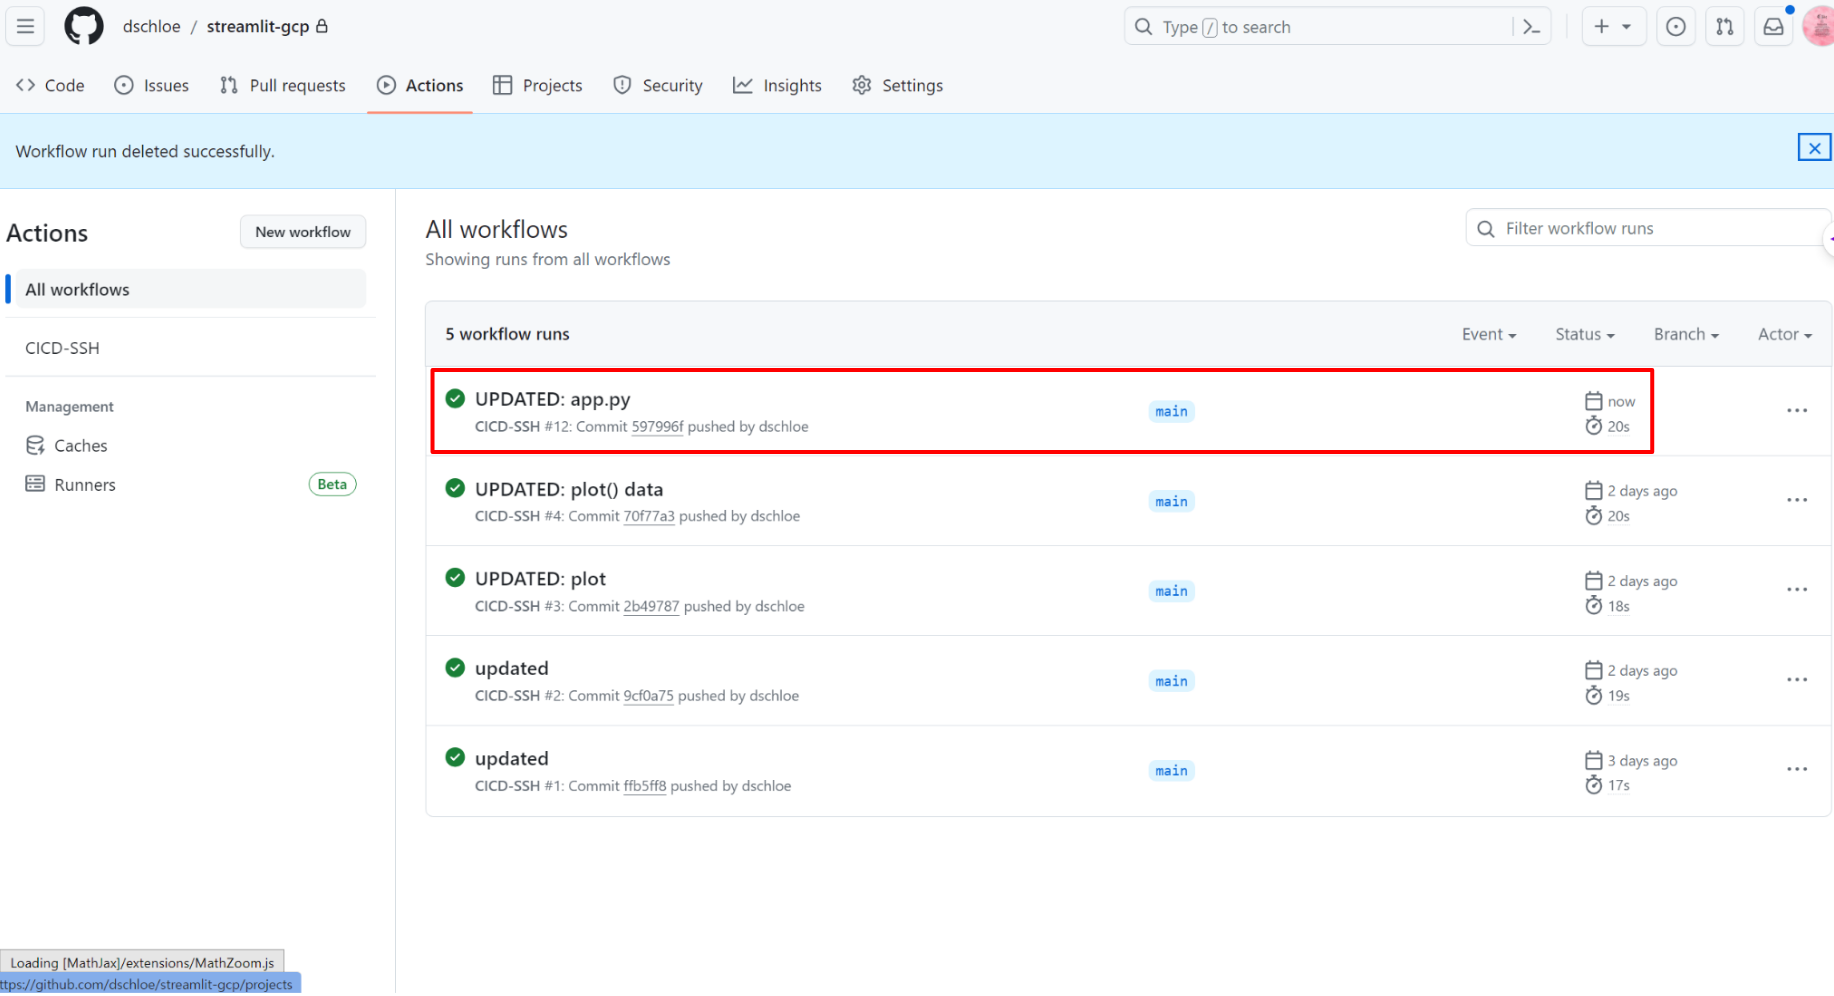 dschloe / streamlit-gcp
Type / to search
Code
Issues
Pull requests
Actions
Projects
Security
Insights
Settings
Workflow run deleted successfully.
Actions
New workflow
All workflows
CICD-SSH
Management
Caches
Runners
Beta
All workflows
Showing runs from all workflows
Filter workflow runs
5 workflow runs
Event
Status
Branch
Actor
UPDATED: app.py
CICD-SSH #12: Commit 597996f pushed by dschloe
main
now
20s
UPDATED: plot() data
CICD-SSH #4: Commit 70f77a3 pushed by dschloe
main
2 days ago
20s
UPDATED: plot
CICD-SSH #3: Commit 2b49787 pushed by dschloe
main
2 days ago
18s
updated
CICD-SSH #2: Commit 9cf0a75 pushed by dschloe
main
2 days ago
19s
updated
CICD-SSH #1: Commit ffb5ff8 pushed by dschloe
main
3 days ago
17s
Loading [MathJax]/extensions/MathZoom.js
ttps://github.com/dschloe/streamlit-gcp/projects